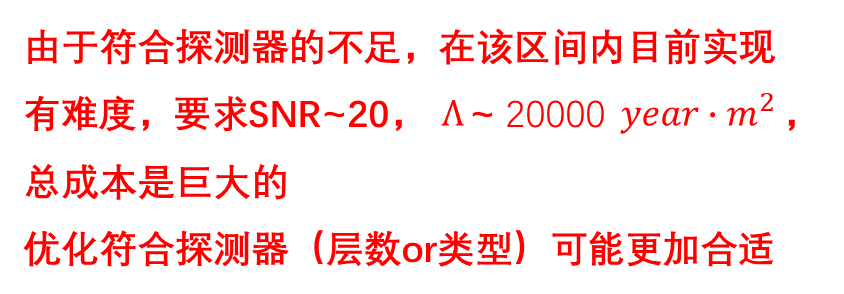 由于符合探测器的不足，在该区间内目前实现
有难度，要求SNR~20， Λ ~ 20000 year · m²，
总成本是巨大的
优化符合探测器（层数or类型）可能更加合适